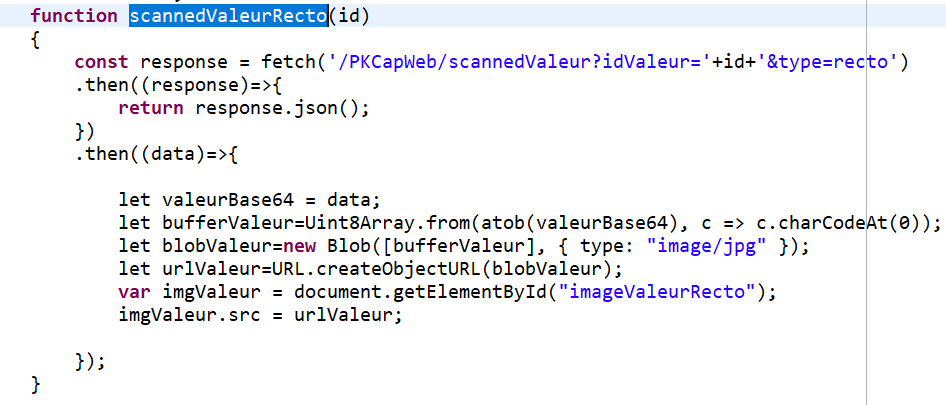 function scannedValeurRecto(id)
{
    const response = fetch('/PKCapWeb/scannedValeur?idValeur='+id+'&type=recto')
    .then((response)=>{
        return response.json();
    })
    .then((data)=>{

        let valeurBase64 = data;
        let bufferValeur=Uint8Array.from(atob(valeurBase64), c => c.charCodeAt(0));
        let blobValeur=new Blob([bufferValeur], { type: "image/jpg" });
        let urlValeur=URL.createObjectURL(blobValeur);
        var imgValeur = document.getElementById("imageValeurRecto");
        imgValeur.src = urlValeur;

    });
}